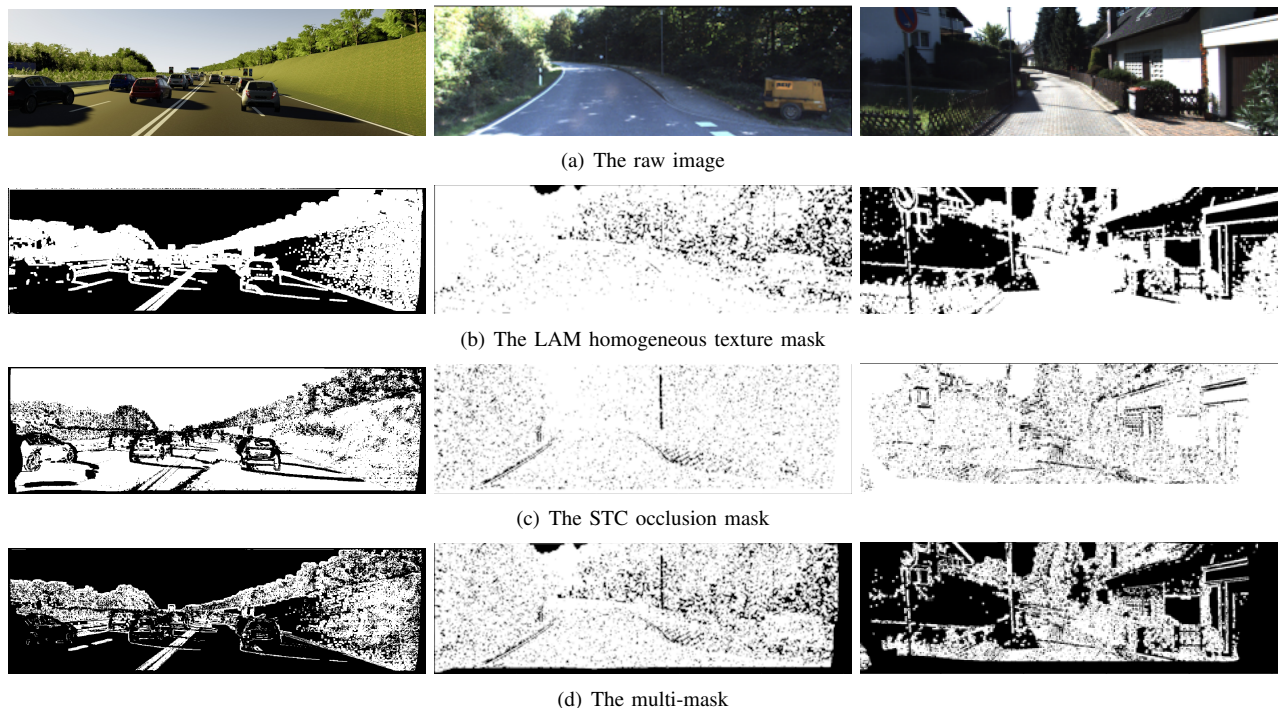 (a) The raw image
(b) The LAM homogeneous texture mask
(c) The STC occlusion mask
(d) The multi-mask